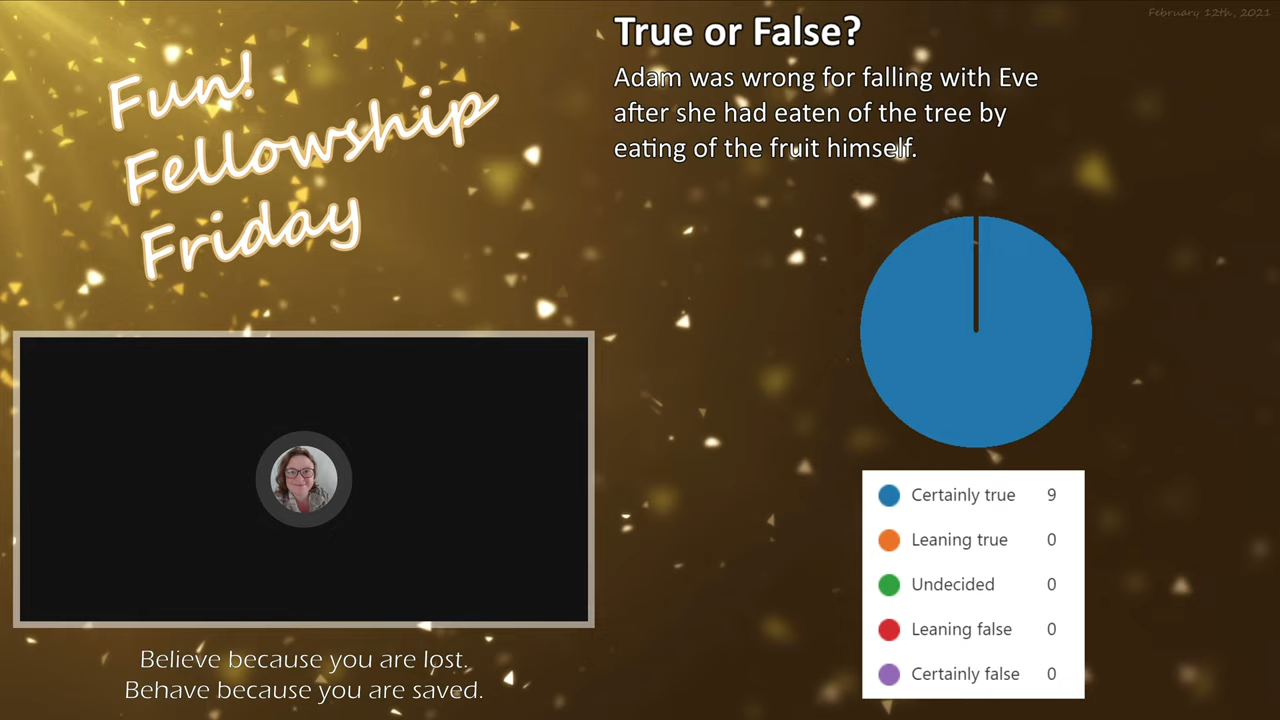 February 12th, 2021
Fun!
Fellowship
Friday
True or False?
Adam was wrong for falling with Eve
after she had eaten of the tree by
eating of the fruit himself.
Certainly true 9
Leaning true 0
Undecided 0
Leaning false 0
Certainly false 0
Believe because you are lost.
Behave because you are saved.